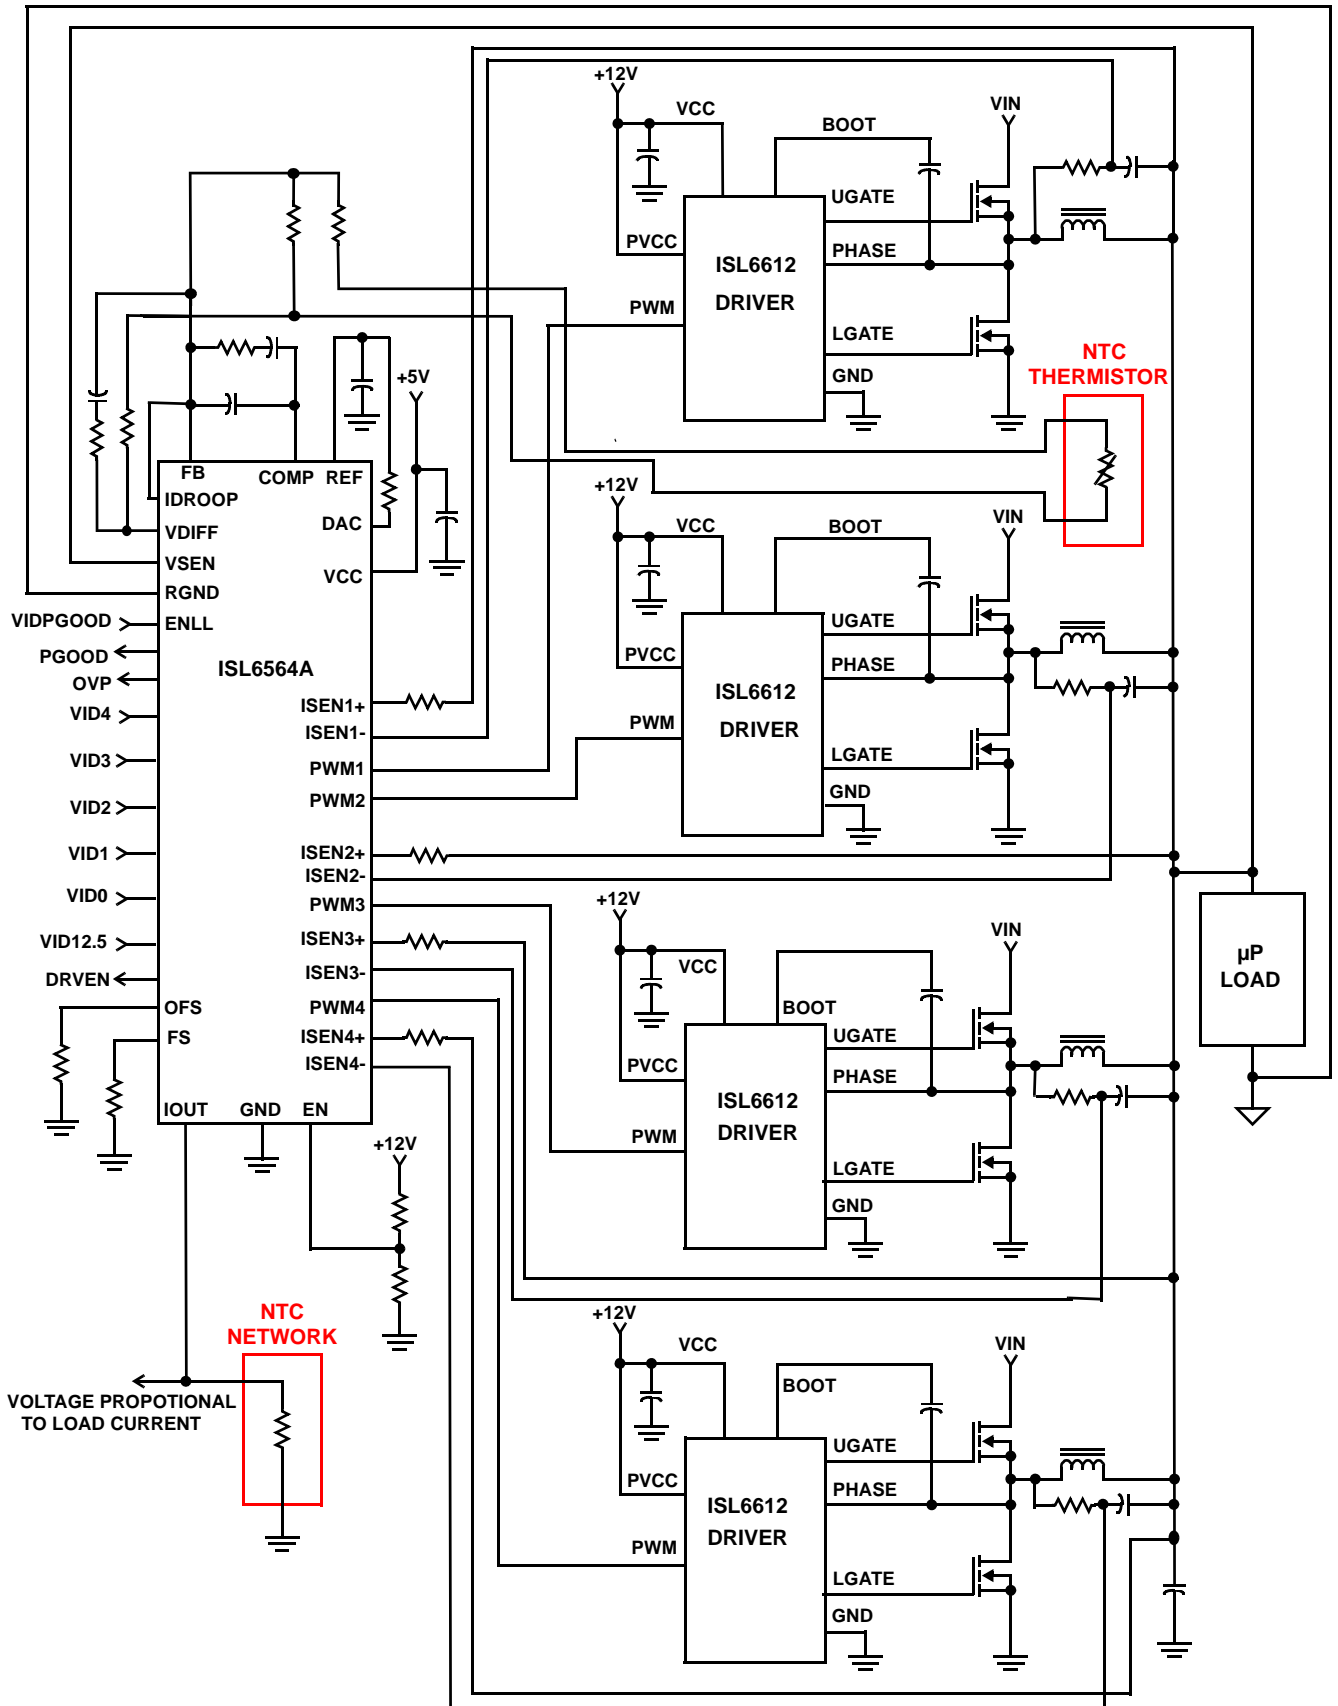 +12V
VCC
BOOT
VIN
UGATE
PVCC
PHASE
ISL6612
DRIVER
PWM
LGATE
GND
NTC
THERMISTOR
+5V
FB
COMP
REF
IDROOP
VDIFF
VSEN
RGND
DAC
VCC
VIDPGOOD
ENLL
PGOOD
OVP
VID4
VID3
VID2
VID1
VID0
VID12.5
DRVEN
OFS
FS
ISL6564A
ISEN1+
ISEN1-
PWM1
PWM2
ISEN2+
ISEN2-
PWM3
ISEN3+
ISEN3-
PWM4
ISEN4+
ISEN4-
IOUT
GND
EN
+12V
VCC
BOOT
VIN
UGATE
PVCC
PHASE
ISL6612
DRIVER
PWM
LGATE
GND
+12V
VCC
BOOT
VIN
UGATE
PVCC
PHASE
ISL6612
DRIVER
PWM
LGATE
GND
µP
LOAD
+12V
NTC
NETWORK
VOLTAGE PROPOTIONAL
TO LOAD CURRENT
+12V
VCC
BOOT
VIN
UGATE
PVCC
PHASE
ISL6612
DRIVER
PWM
LGATE
GND